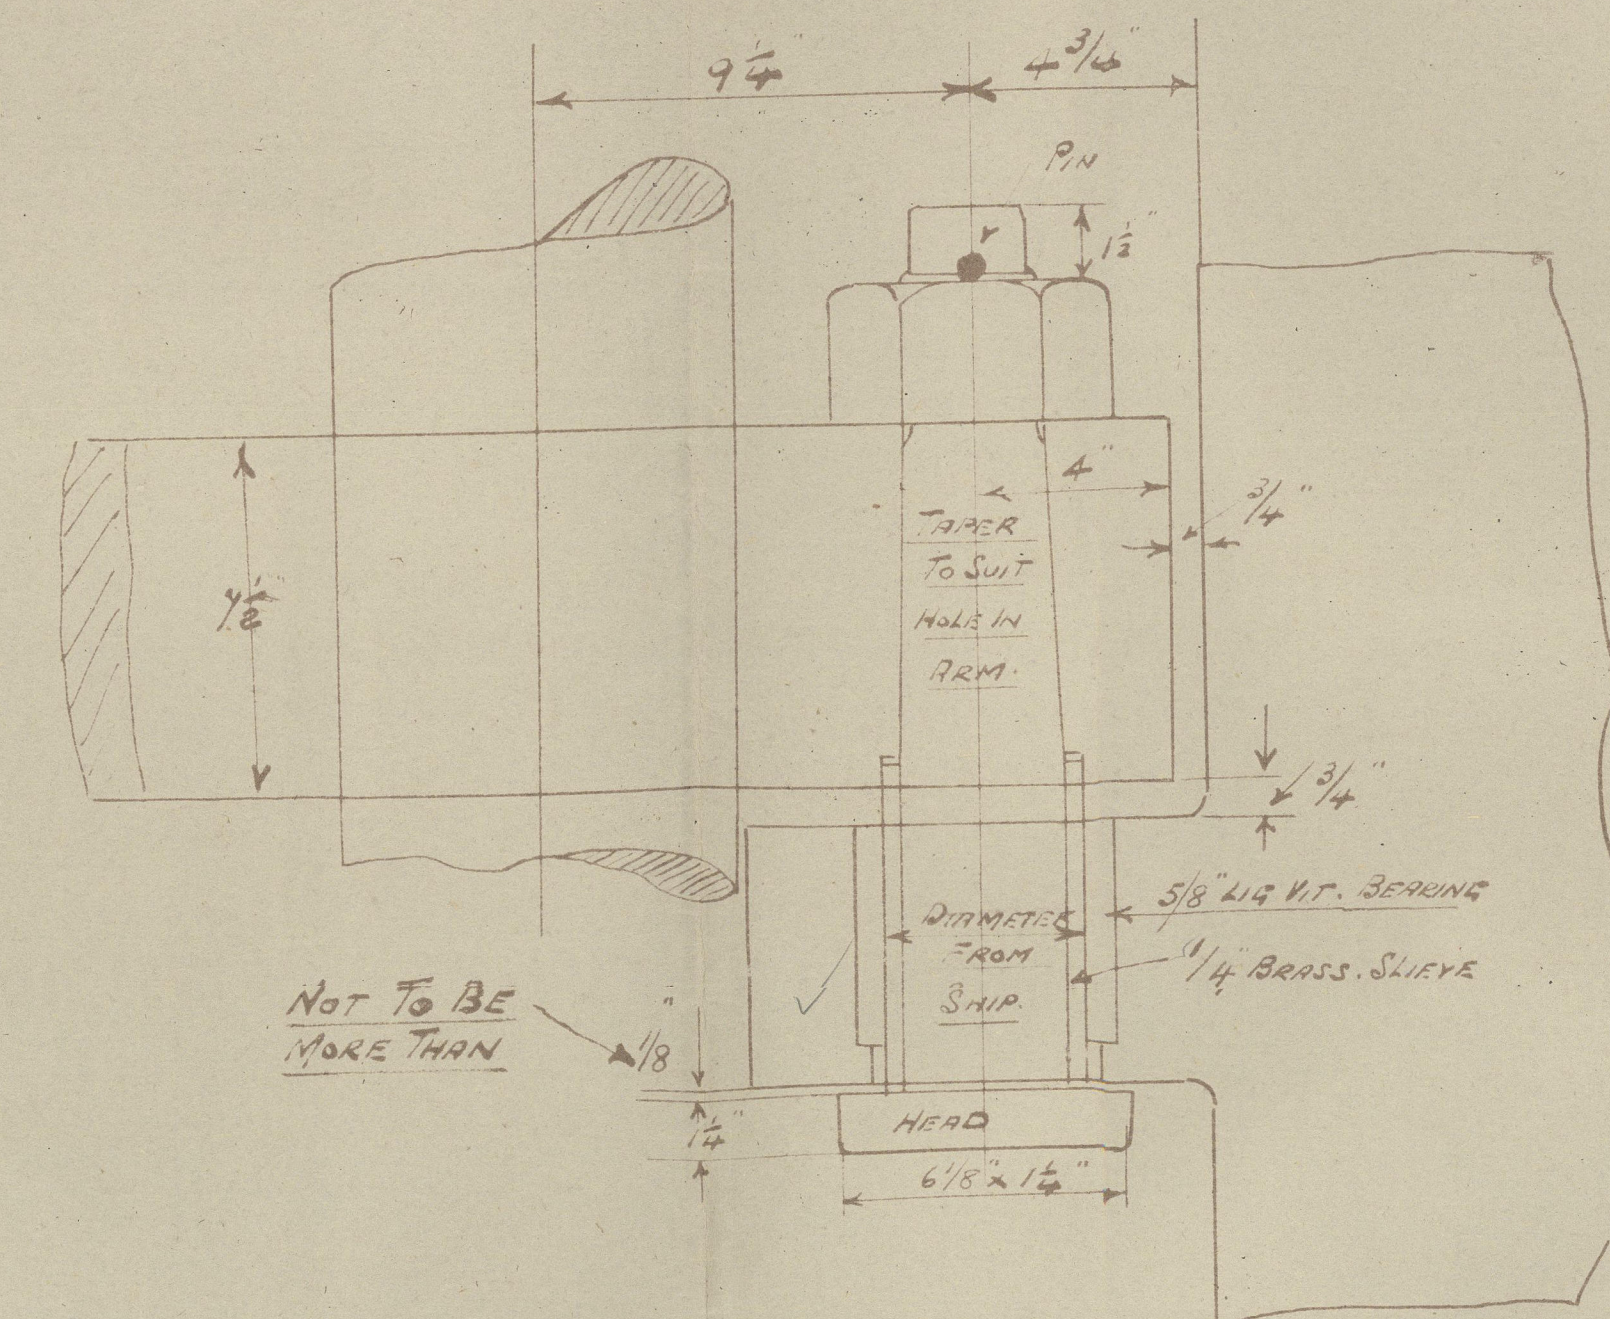 9¼"
4¾"
PIN
1½"
4"
¾"
TAPER
TO SUIT
HOLE IN
ARM.
7½"
¾"
5/8" LIG VIT. BEARING
DIAMETER
FROM
SHIP.
1/4" BRASS. SLIEVE
NOT TO BE
MORE THAN
1/8"
1¼"
HEAD
6 1/8" x 1¼"